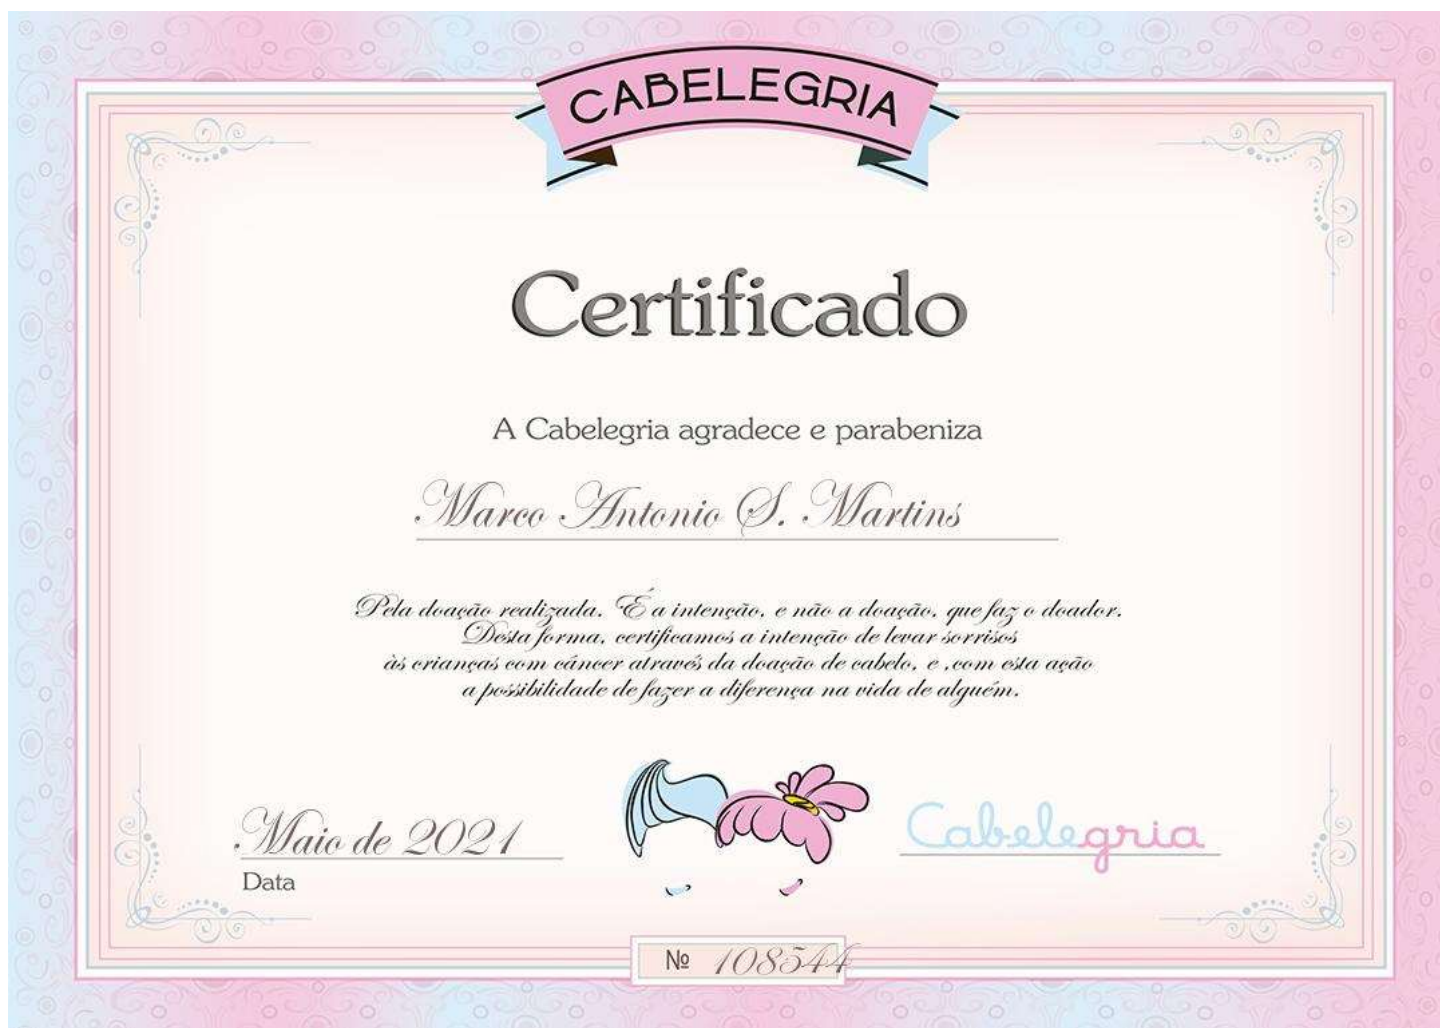 CABELEGRIA
Certificado
A Cabelegria agradece e parabeniza
Marco Antonio S. Martins
Pela doação realizada. É a intenção, e não a doação, que faz o doador.
Desta forma, certificamos a intenção de levar sorrisos
às crianças com câncer através da doação de cabelo, e ,com esta ação
a possibilidade de fazer a diferença na vida de alguém.
Maio de 2021
Data
Cabelegria
Nº 108544